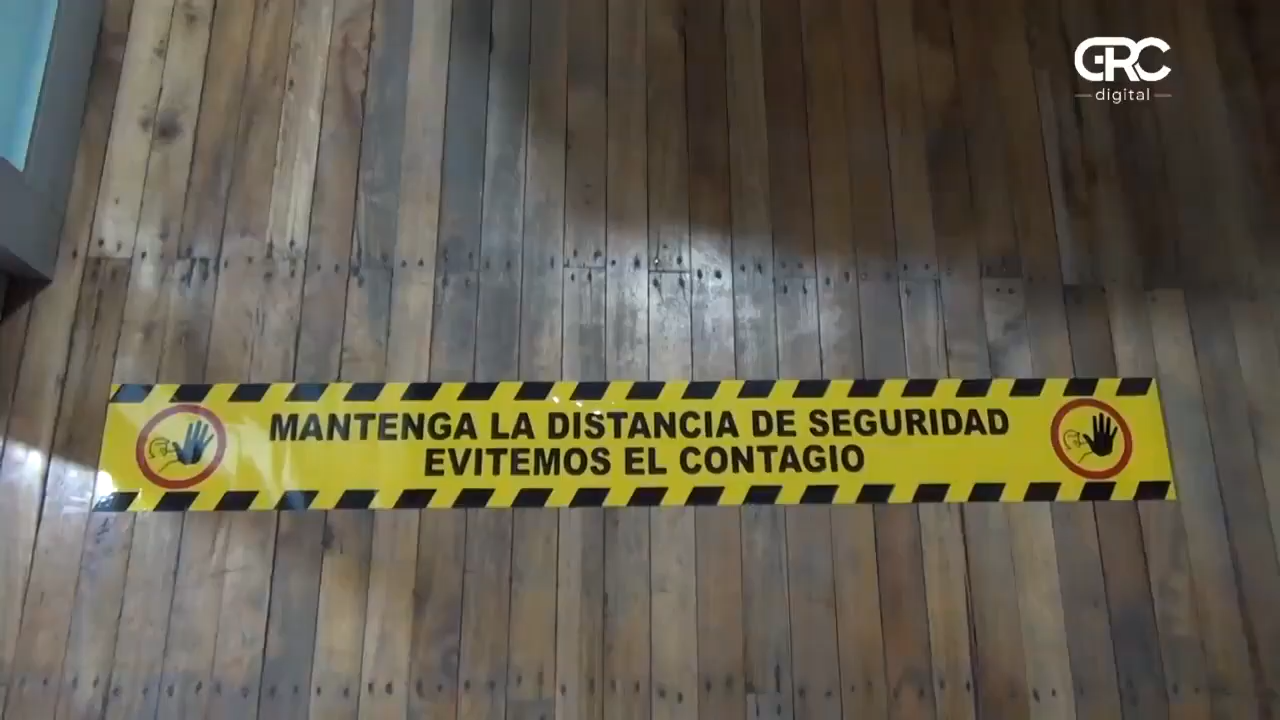 GRC
digital
MANTENGA LA DISTANCIA DE SEGURIDAD
EVITEMOS EL CONTAGIO